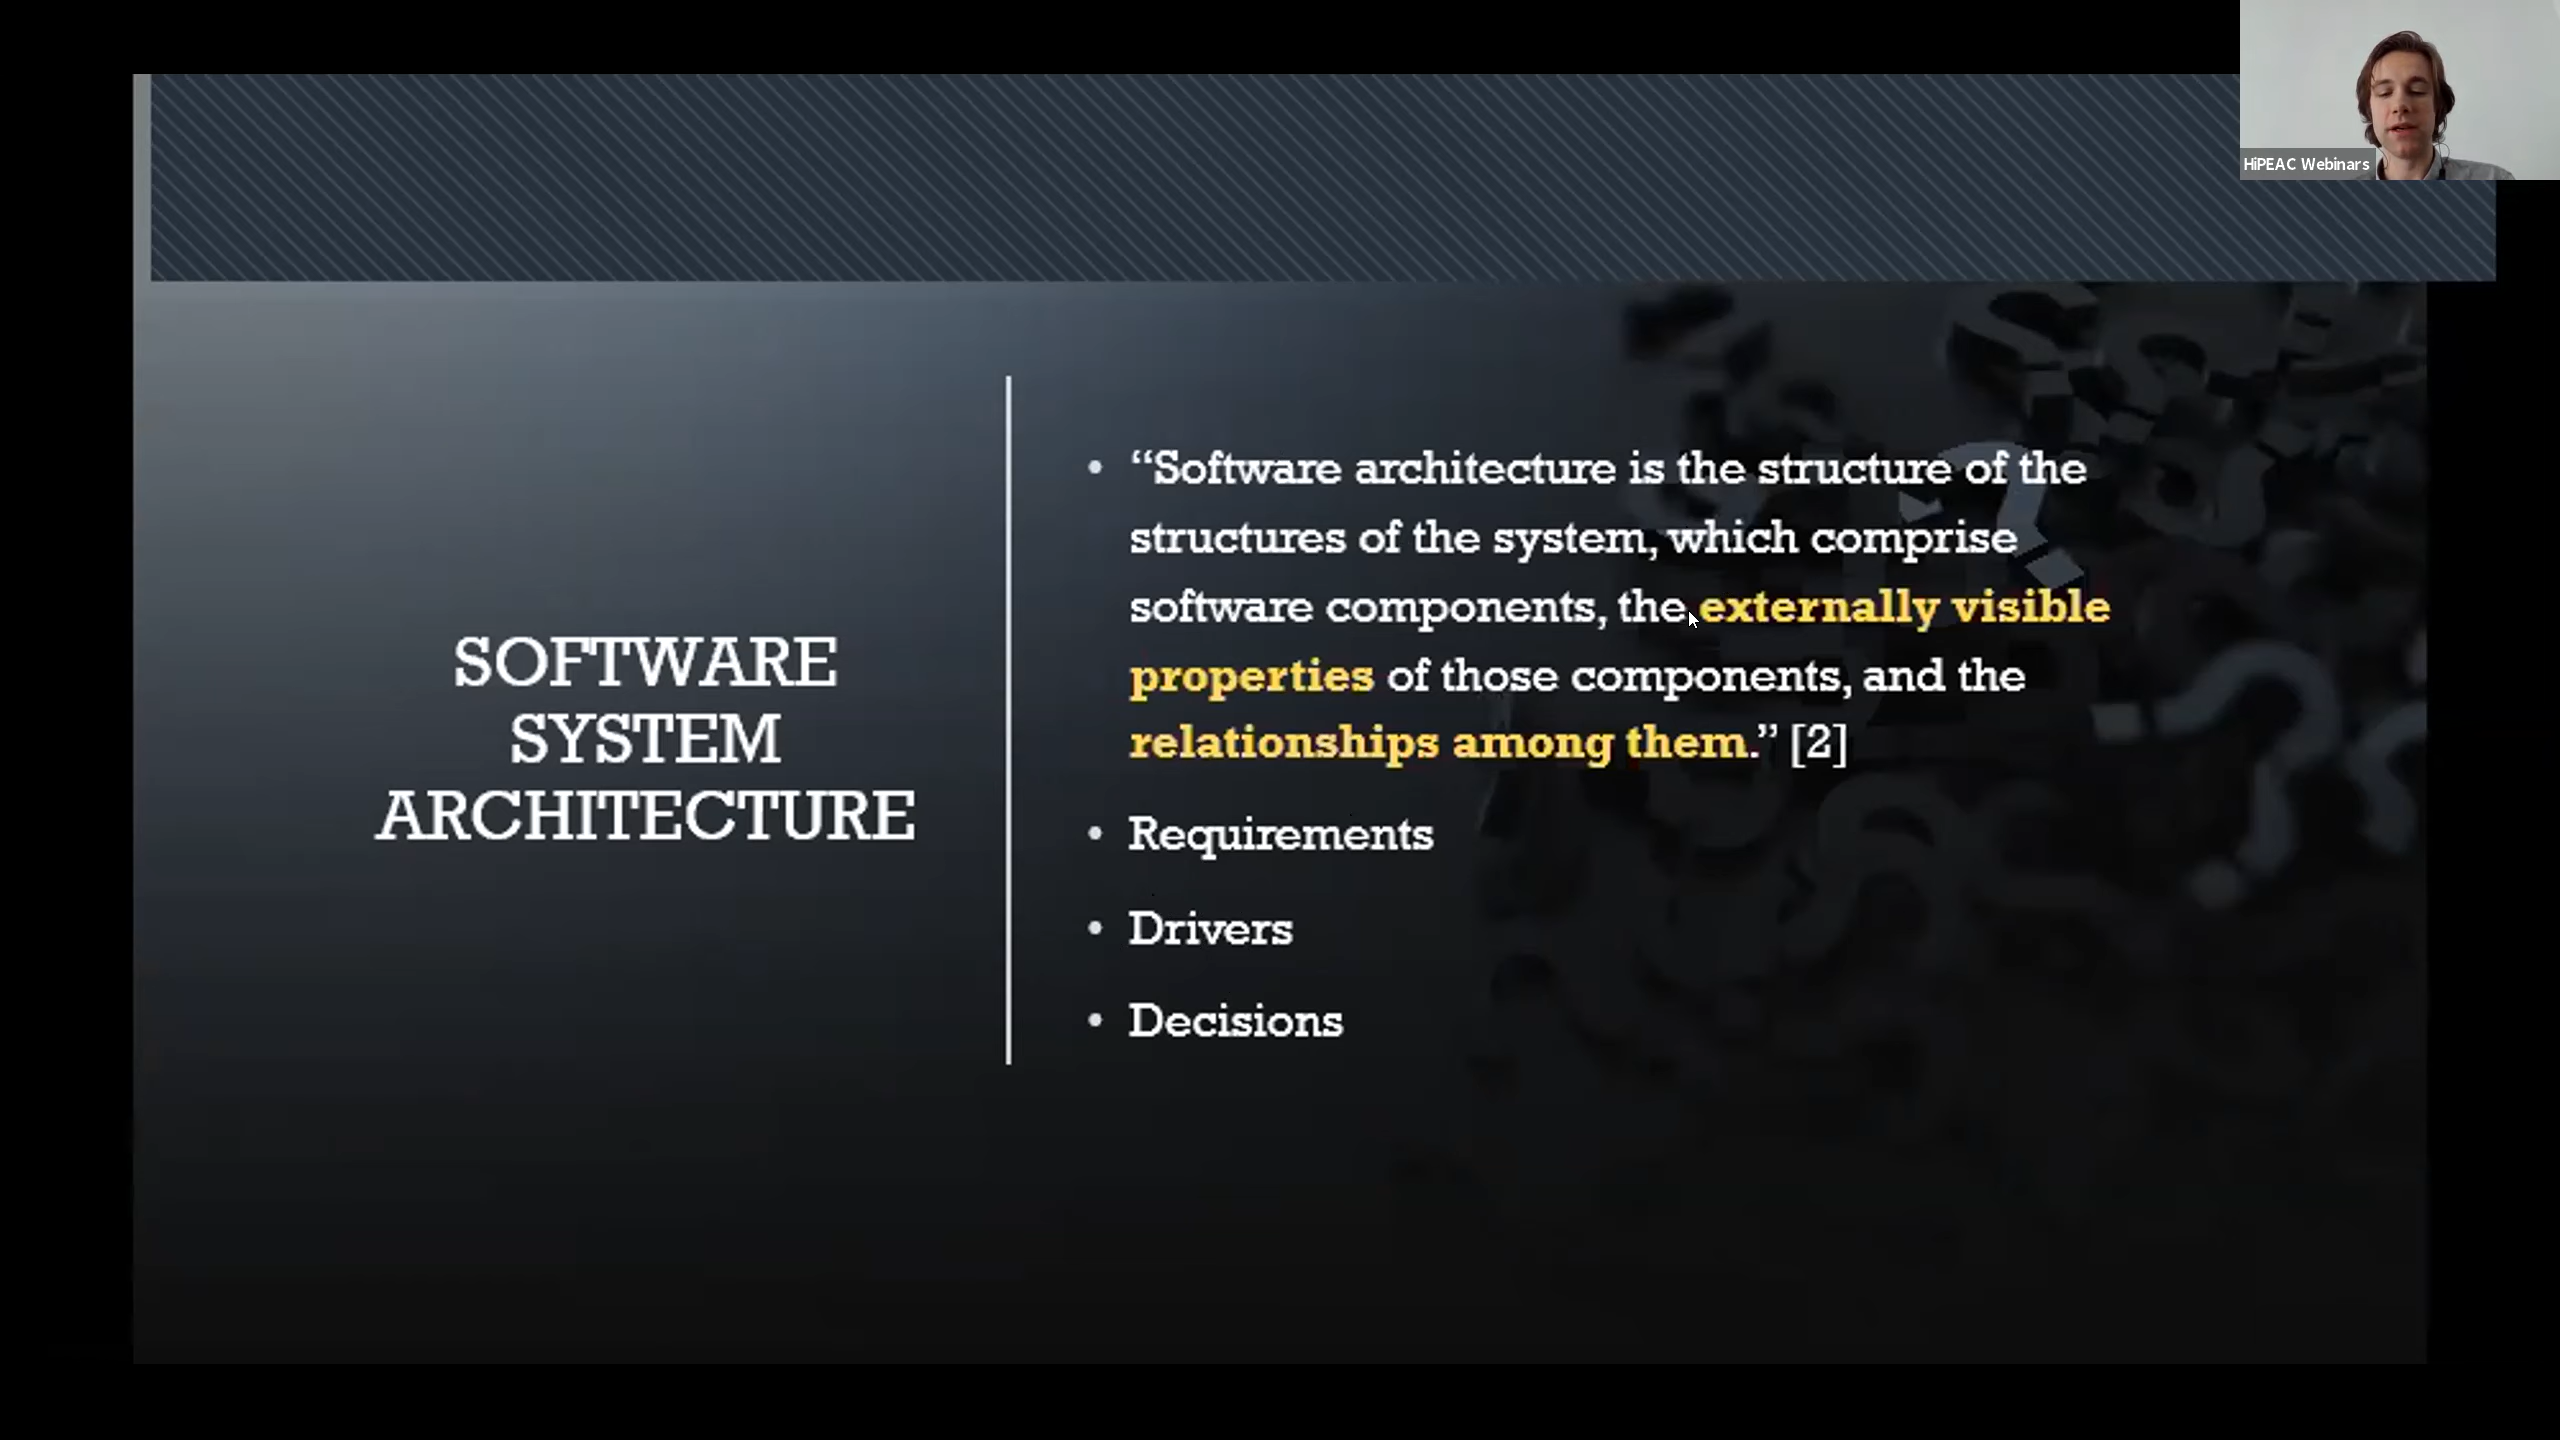 HiPEAC Webinars
SOFTWARE
SYSTEM
ARCHITECTURE
• “Software architecture is the structure of the
structures of the system, which comprise
software components, the externally visible
properties of those components, and the
relationships among them.” [2]
• Requirements
• Drivers
• Decisions